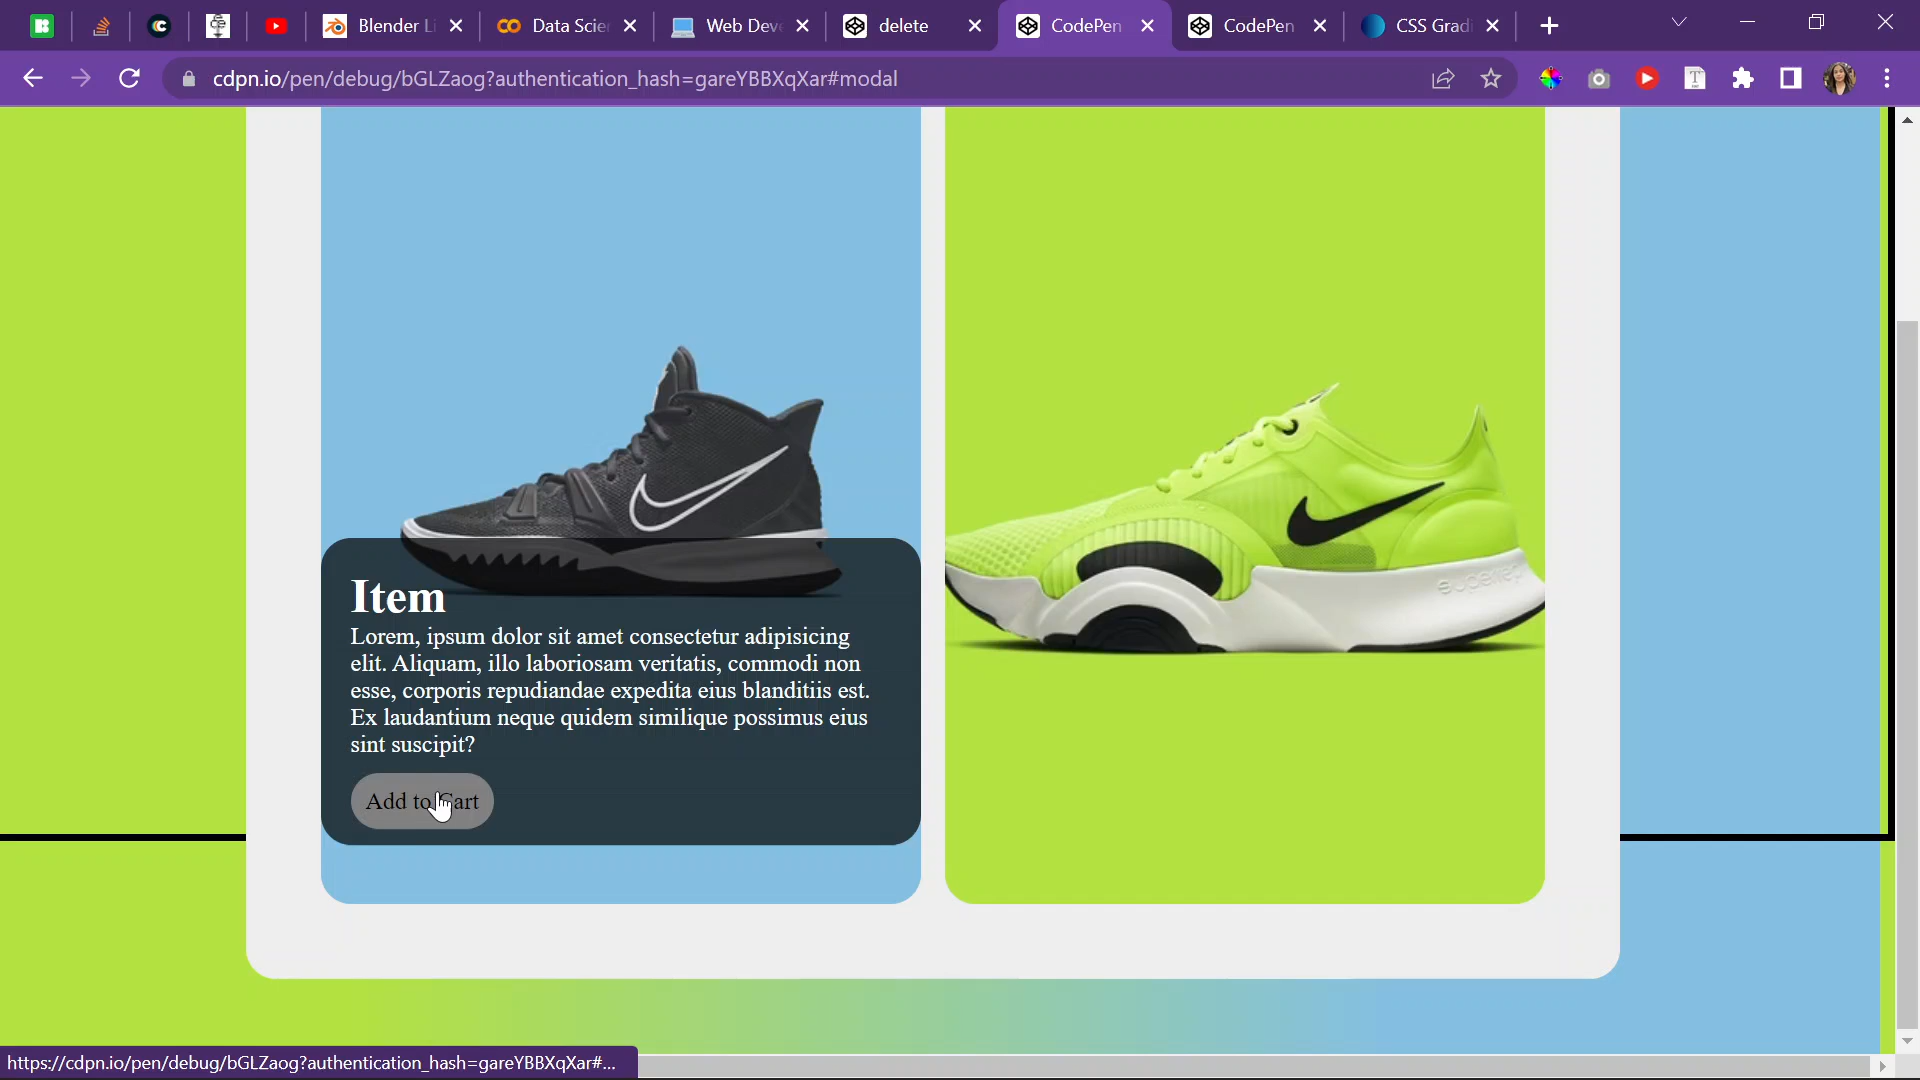 Blender Li
Data Scie
Web Deve
delete
CodePen
CodePen
CSS Gradi
cdpn.io/pen/debug/bGLZaog?authentication_hash=gareYBBXqXar#modal
Item
Lorem, ipsum dolor sit amet consectetur adipisicing
elit. Aliquam, illo laboriosam veritatis, commodi non
esse, corporis repudiandae expedita eius blanditiis est.
Ex laudantium neque quidem similique possimus eius
sint suscipit?
Add to Cart
https://cdpn.io/pen/debug/bGLZaog?authentication_hash=gareYBBXqXar#...